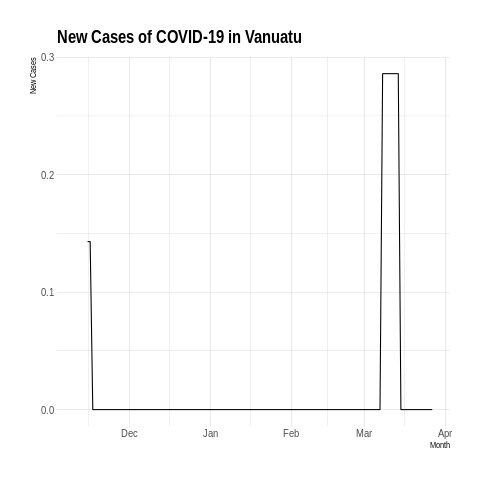 New Cases of COVID-19 in Vanuatu
New Cases
0.3
0.2
0.1
0.0
Dec Jan Feb Mar Apr
Month